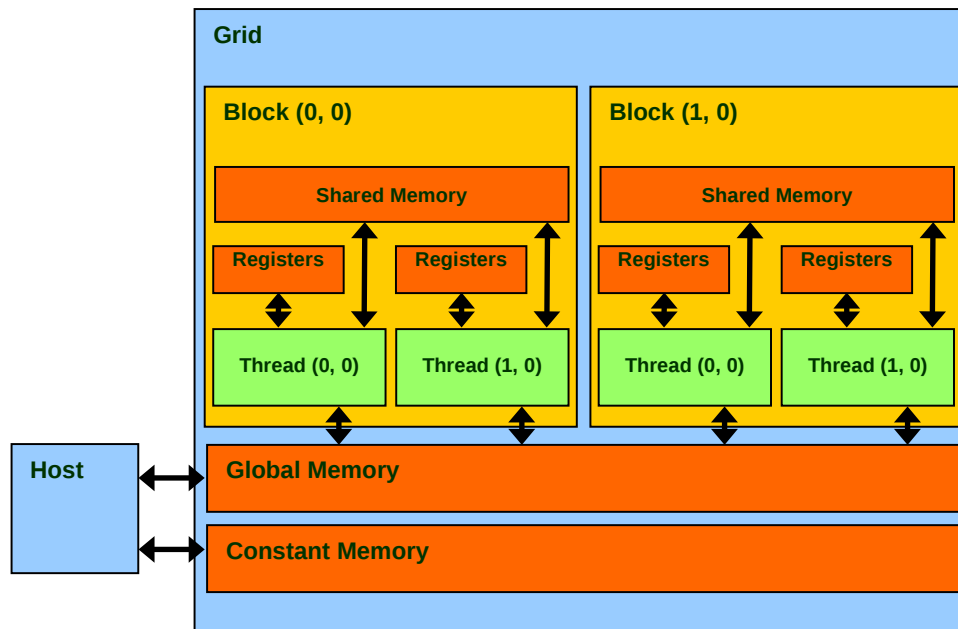 Grid
Block (0, 0)
Block (1, 0)
Shared Memory
Shared Memory
Registers
Registers
Registers
Registers
Thread (0, 0)
Thread (1, 0)
Thread (0, 0)
Thread (1, 0)
Host
Global Memory
Constant Memory